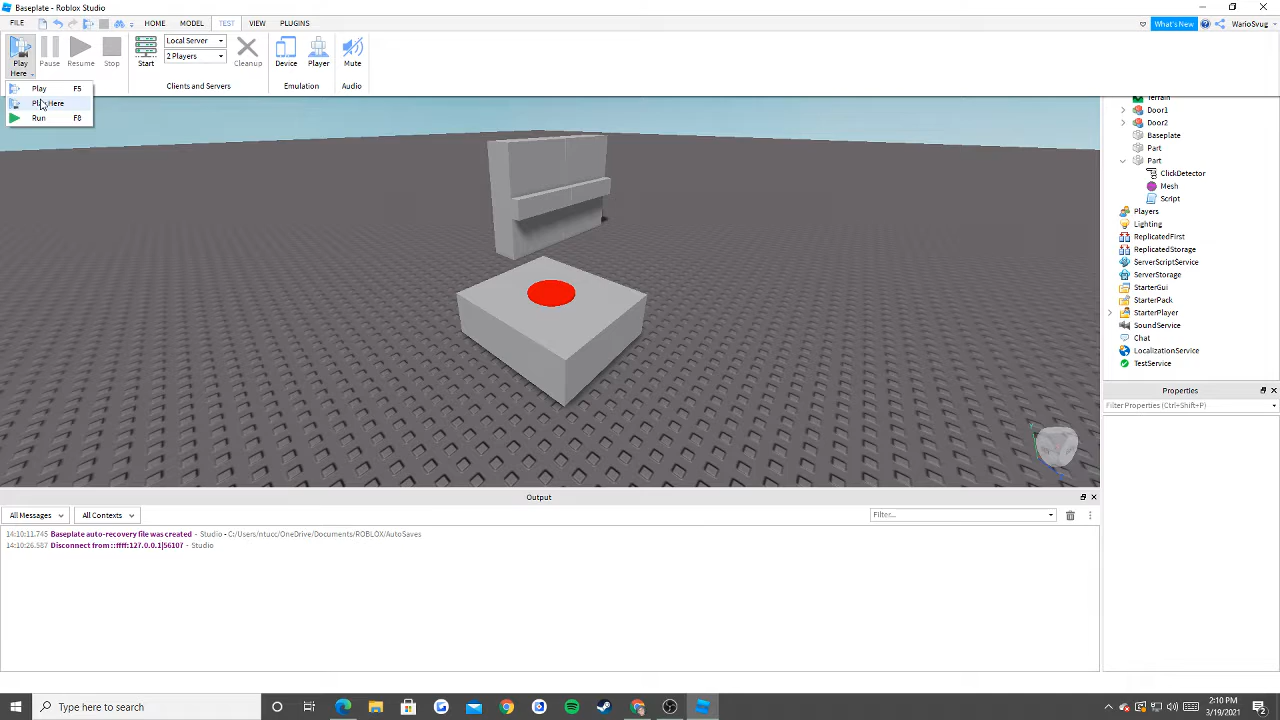 Baseplate - Roblox Studio
FILE HOME MODEL TEST VIEW PLUGINS
What's New WarioSvug
Play Here Pause Resume Stop
Start Local Server 2 Players Cleanup
Device Player Mute
Clients and Servers Emulation Audio
Play F5
Play Here
Run F8
Terrain
Door1
Door2
Baseplate
Part
Part
ClickDetector
Mesh
Script
Players
Lighting
ReplicatedFirst
ReplicatedStorage
ServerScriptService
ServerStorage
StarterGui
StarterPack
StarterPlayer
SoundService
Chat
LocalizationService
TestService
Properties
Filter Properties (Ctrl+Shift+P)
Output
All Messages All Contexts Filter...
14:10:11.745 Baseplate auto-recovery file was created - Studio - C:/Users/ntucc/OneDrive/Documents/ROBLOX/AutoSaves
14:10:26.587 Disconnect from ::ffff:127.0.0.1|56107 - Studio
Type here to search
2:10 PM
3/19/2021
2